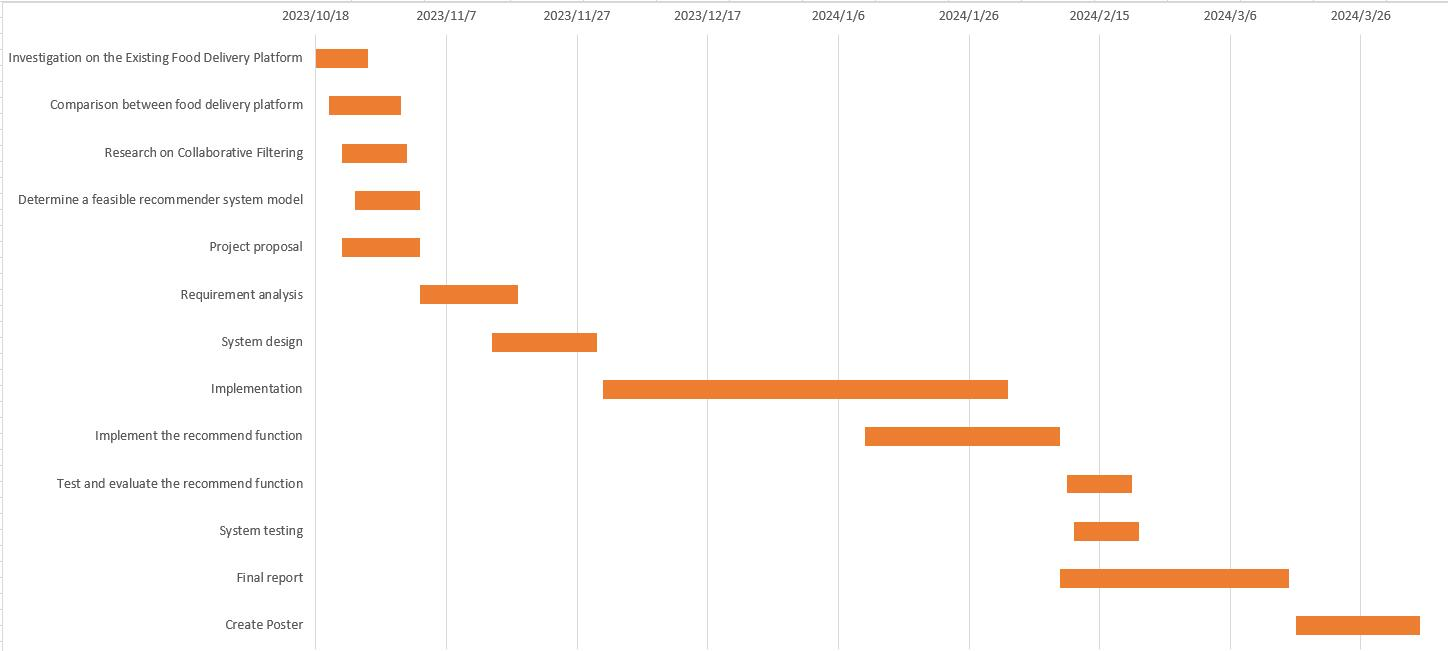 2023/10/18 2023/11/7 2023/11/27 2023/12/17 2024/1/6 2024/1/26 2024/2/15 2024/3/6 2024/3/26
Investigation on the Existing Food Delivery Platform
Comparison between food delivery platform
Research on Collaborative Filtering
Determine a feasible recommender system model
Project proposal
Requirement analysis
System design
Implementation
Implement the recommend function
Test and evaluate the recommend function
System testing
Final report
Create Poster